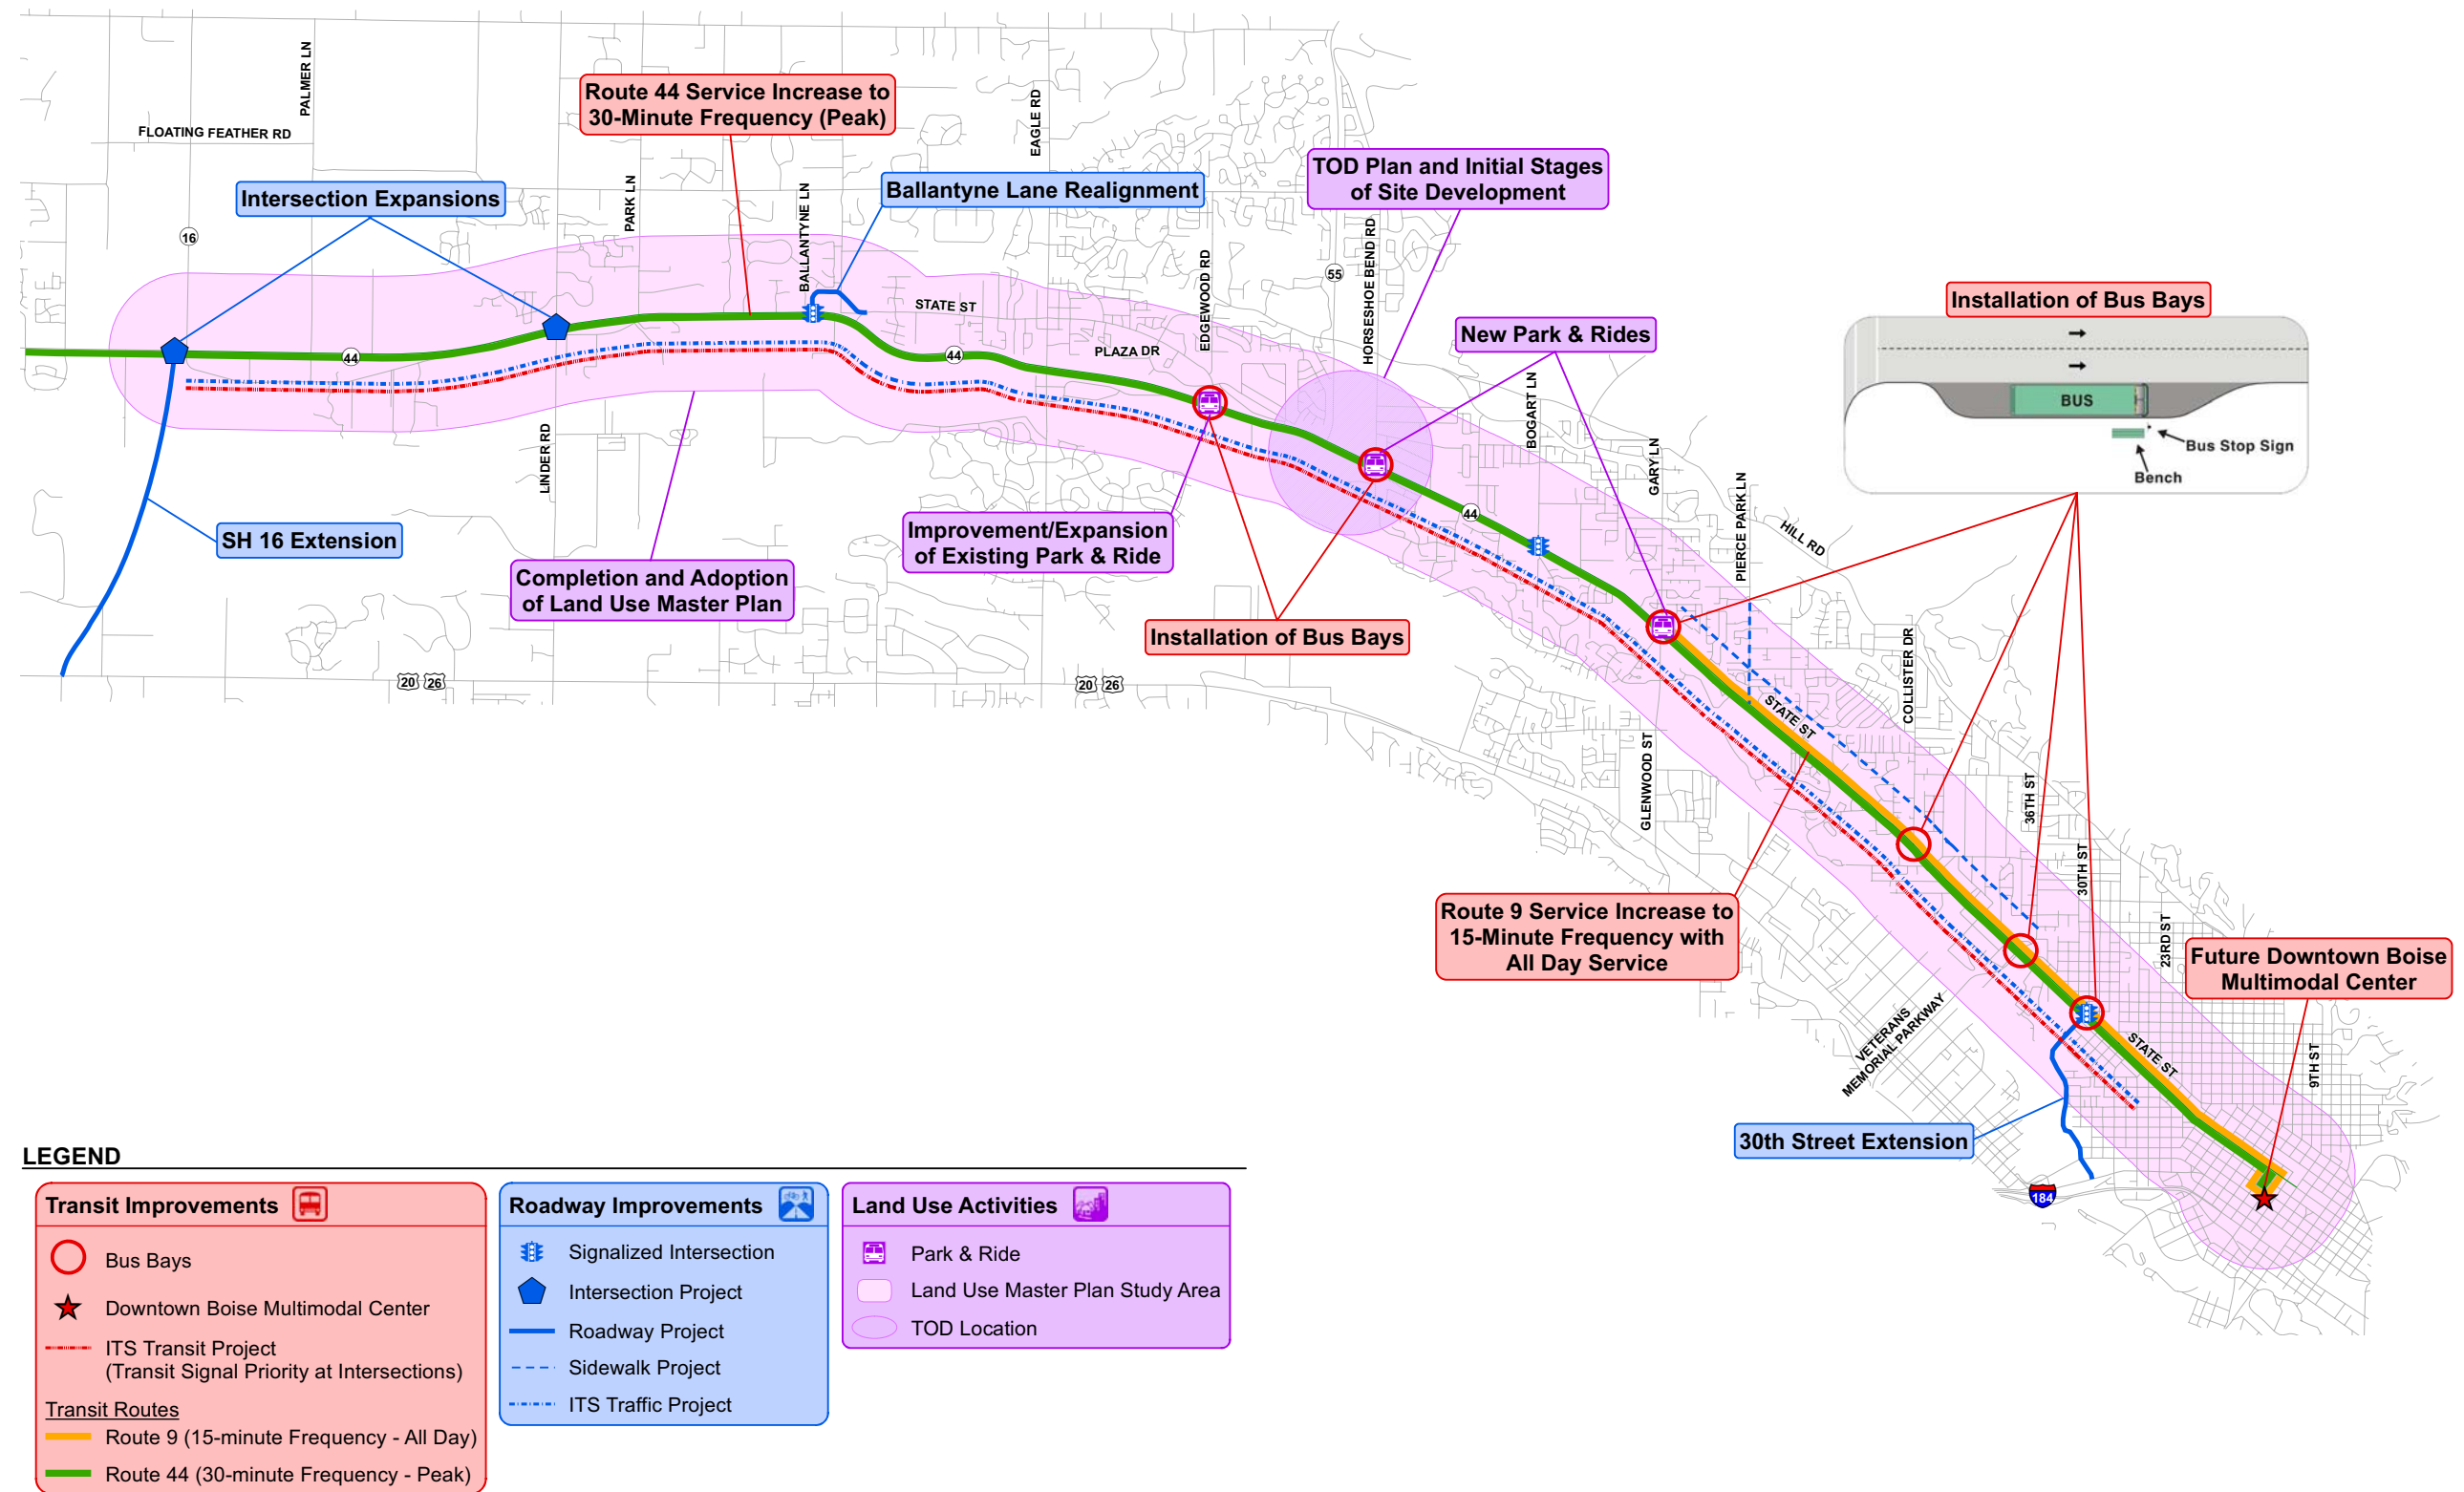 PALMER LN
FLOATING FEATHER RD
Route 44 Service Increase to
30-Minute Frequency (Peak)
EAGLE RD
Intersection Expansions
PARK LN
BALLANTYNE LN
Ballantyne Lane Realignment
TOD Plan and Initial Stages
of Site Development
16
55
HORSESHOE BEND RD
EDGEWOOD RD
STATE ST
PLAZA DR
New Park & Rides
44
44
44
BOGART LN
GARY LN
PIERCE PARK LN
HILL RD
LINDER RD
SH 16 Extension
Completion and Adoption
of Land Use Master Plan
Improvement/Expansion
of Existing Park & Ride
Installation of Bus Bays
Installation of Bus Bays
BUS
Bus Stop Sign
Bench
20 26
20 26
COLLISTER DR
STATE ST
GLENWOOD ST
36TH ST
30TH ST
23RD ST
9TH ST
Route 9 Service Increase to
15-Minute Frequency with
All Day Service
Future Downtown Boise
Multimodal Center
VETERANS
MEMORIAL PARKWAY
STATE ST
30th Street Extension
184
LEGEND
Transit Improvements
Bus Bays
Downtown Boise Multimodal Center
ITS Transit Project
(Transit Signal Priority at Intersections)
Transit Routes
Route 9 (15-minute Frequency - All Day)
Route 44 (30-minute Frequency - Peak)
Roadway Improvements
Signalized Intersection
Intersection Project
Roadway Project
Sidewalk Project
ITS Traffic Project
Land Use Activities
Park & Ride
Land Use Master Plan Study Area
TOD Location